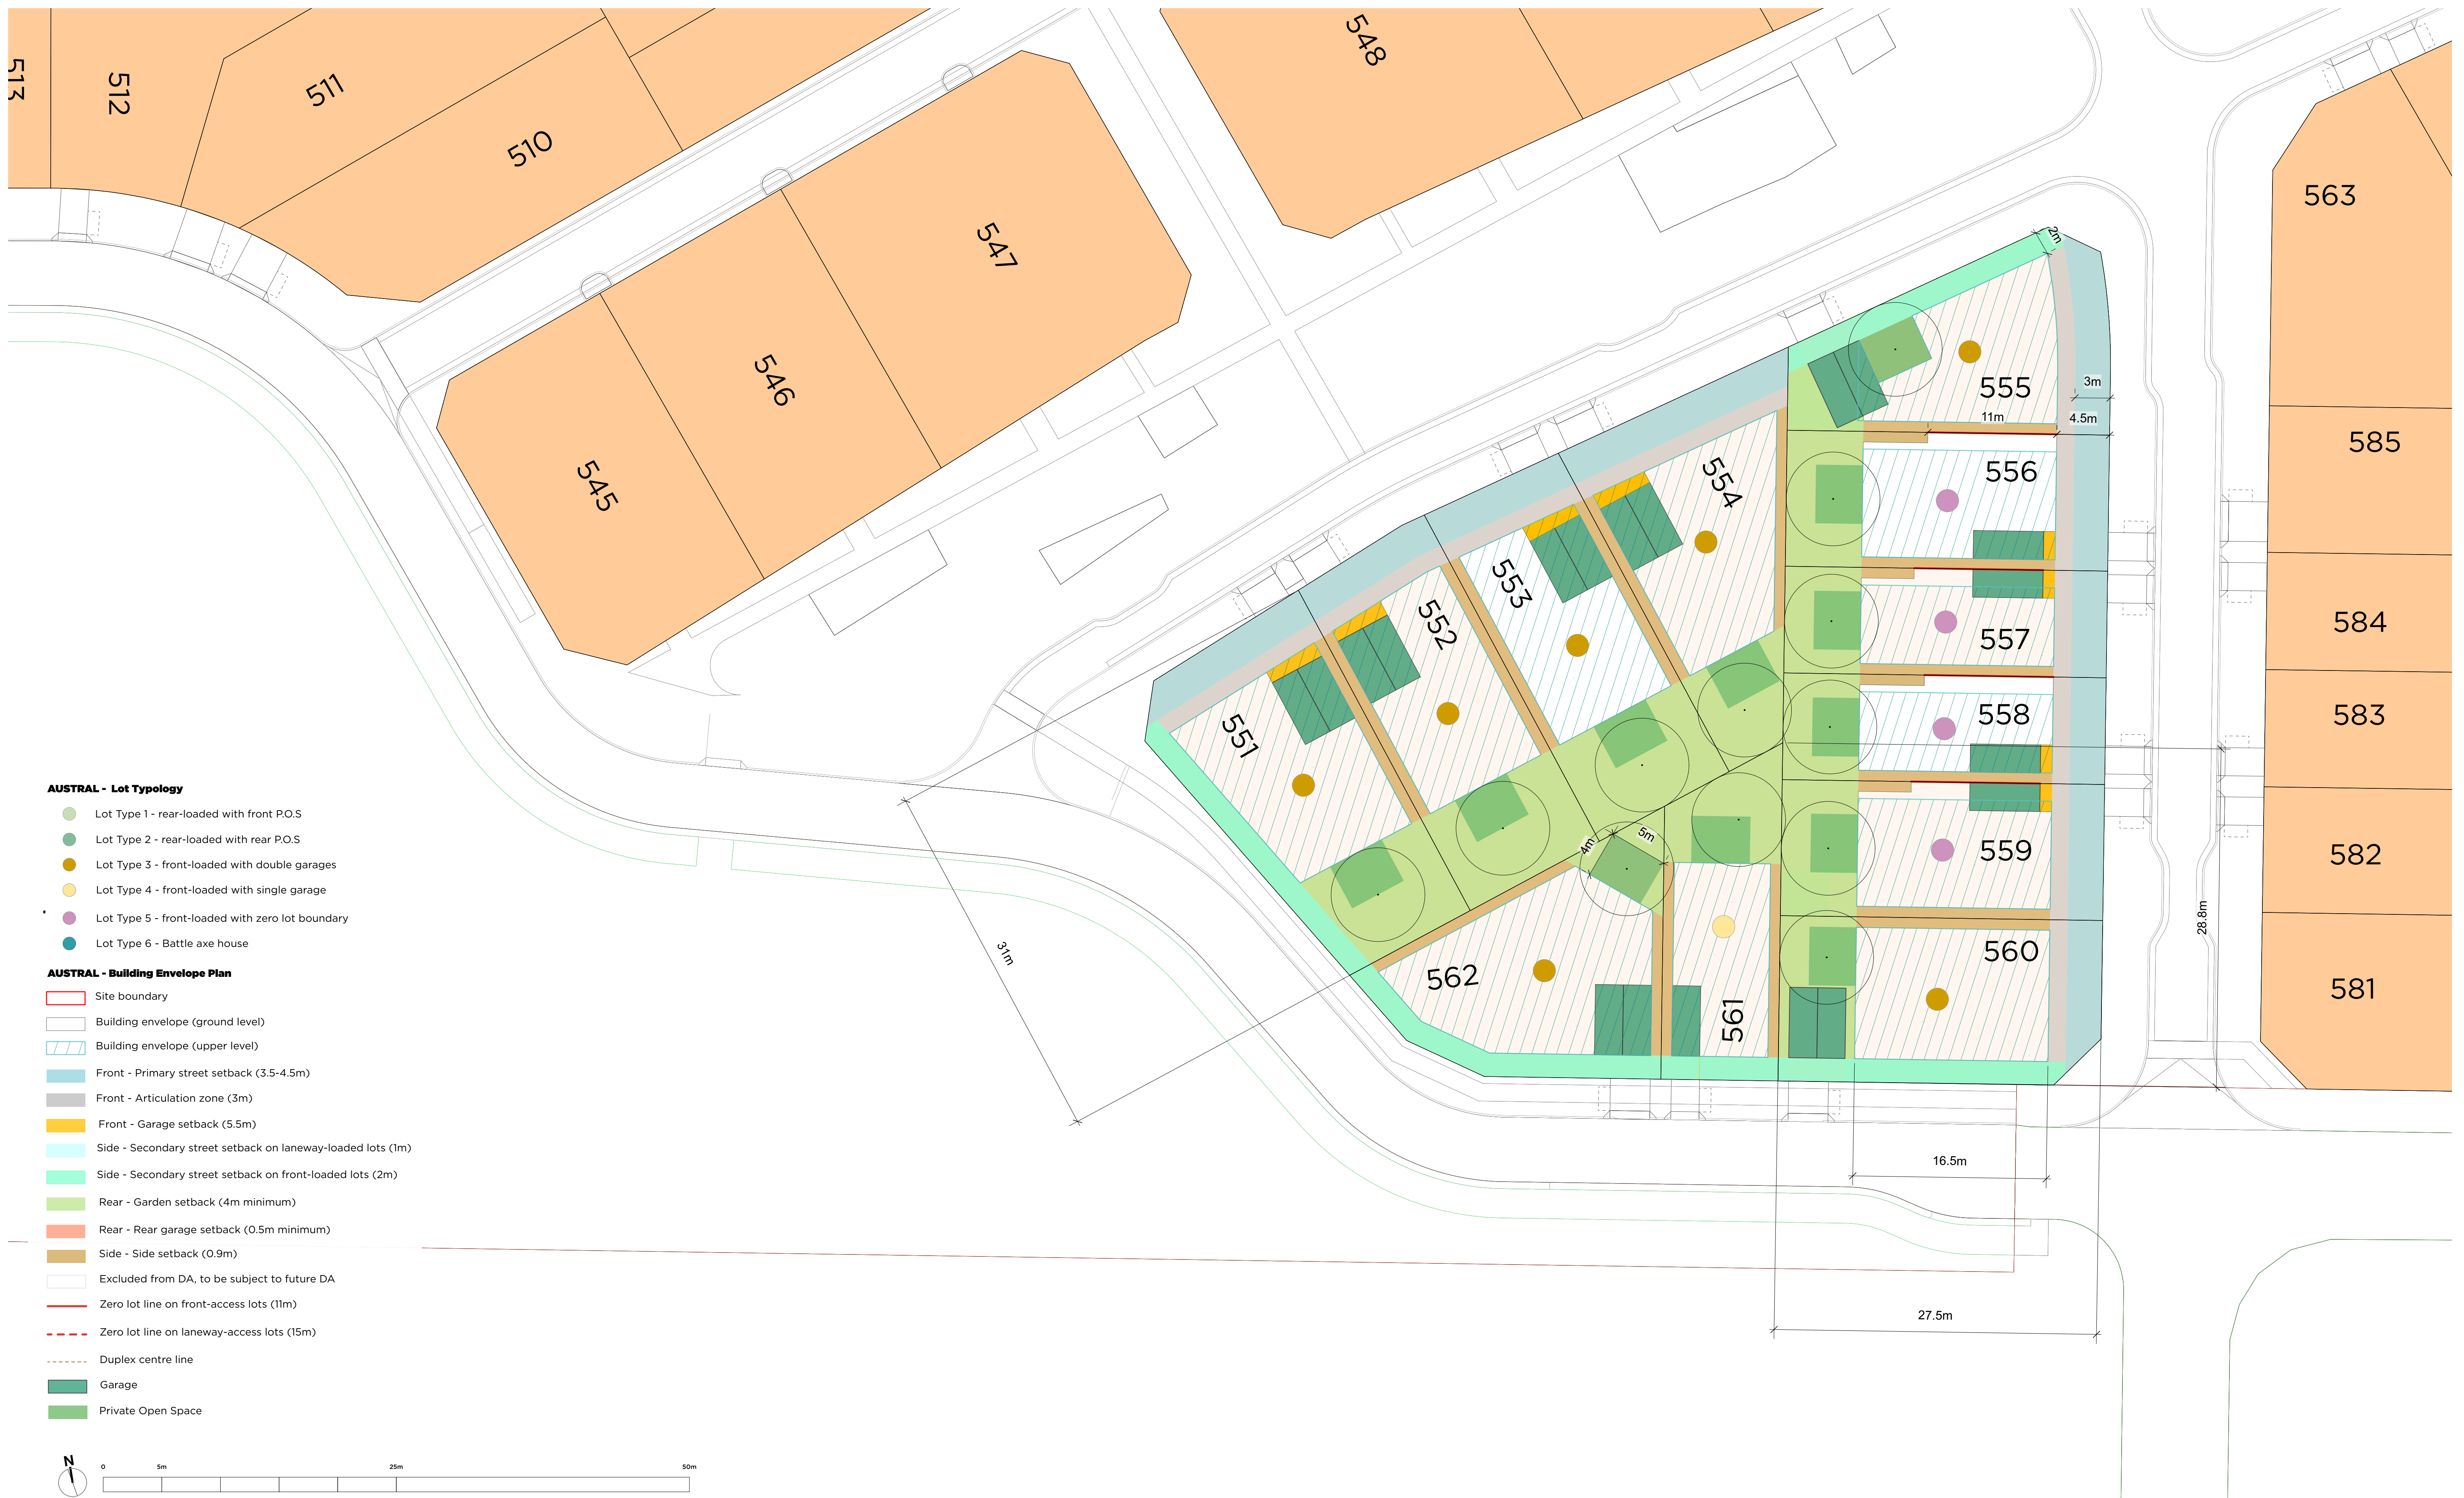 513
512
511
510
548
547
546
545
563
2m
555
3m
11m
4.5m
556
585
554
553
552
557
584
551
558
583
5m
4m
559
582
562
561
560
581
28.8m
31m
16.5m
27.5m
AUSTRAL - Lot Typology
Lot Type 1 - rear-loaded with front P.O.S
Lot Type 2 - rear-loaded with rear P.O.S
Lot Type 3 - front-loaded with double garages
Lot Type 4 - front-loaded with single garage
Lot Type 5 - front-loaded with zero lot boundary
Lot Type 6 - Battle axe house
AUSTRAL - Building Envelope Plan
Site boundary
Building envelope (ground level)
Building envelope (upper level)
Front - Primary street setback (3.5-4.5m)
Front - Articulation zone (3m)
Front - Garage setback (5.5m)
Side - Secondary street setback on laneway-loaded lots (1m)
Side - Secondary street setback on front-loaded lots (2m)
Rear - Garden setback (4m minimum)
Rear - Rear garage setback (0.5m minimum)
Side - Side setback (0.9m)
Excluded from DA, to be subject to future DA
Zero lot line on front-access lots (11m)
Zero lot line on laneway-access lots (15m)
Duplex centre line
Garage
Private Open Space
N
0 5m 25m 50m